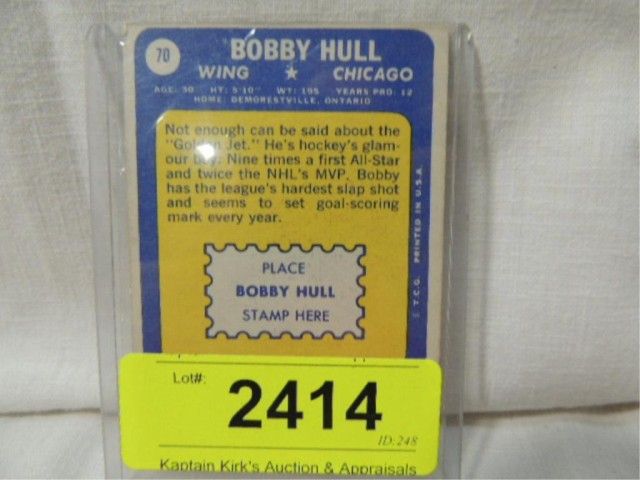 70
BOBBY HULL
WING ★ CHICAGO
AGE: 30 HT: 5'10" WT: 195 YEARS PRO: 12
HOME: DEMORESTVILLE, ONTARIO
Not enough can be said about the
"Golden Jet." He's hockey's glam-
our boy: Nine times a first All-Star
and twice the NHL's MVP. Bobby
has the league's hardest slap shot
and seems to set goal-scoring
mark every year.
PLACE
BOBBY HULL
STAMP HERE
© T.C.G. PRINTED IN U.S.A.
Lot#:
2414
ID:248
Kaptain Kirk's Auction & Appraisals